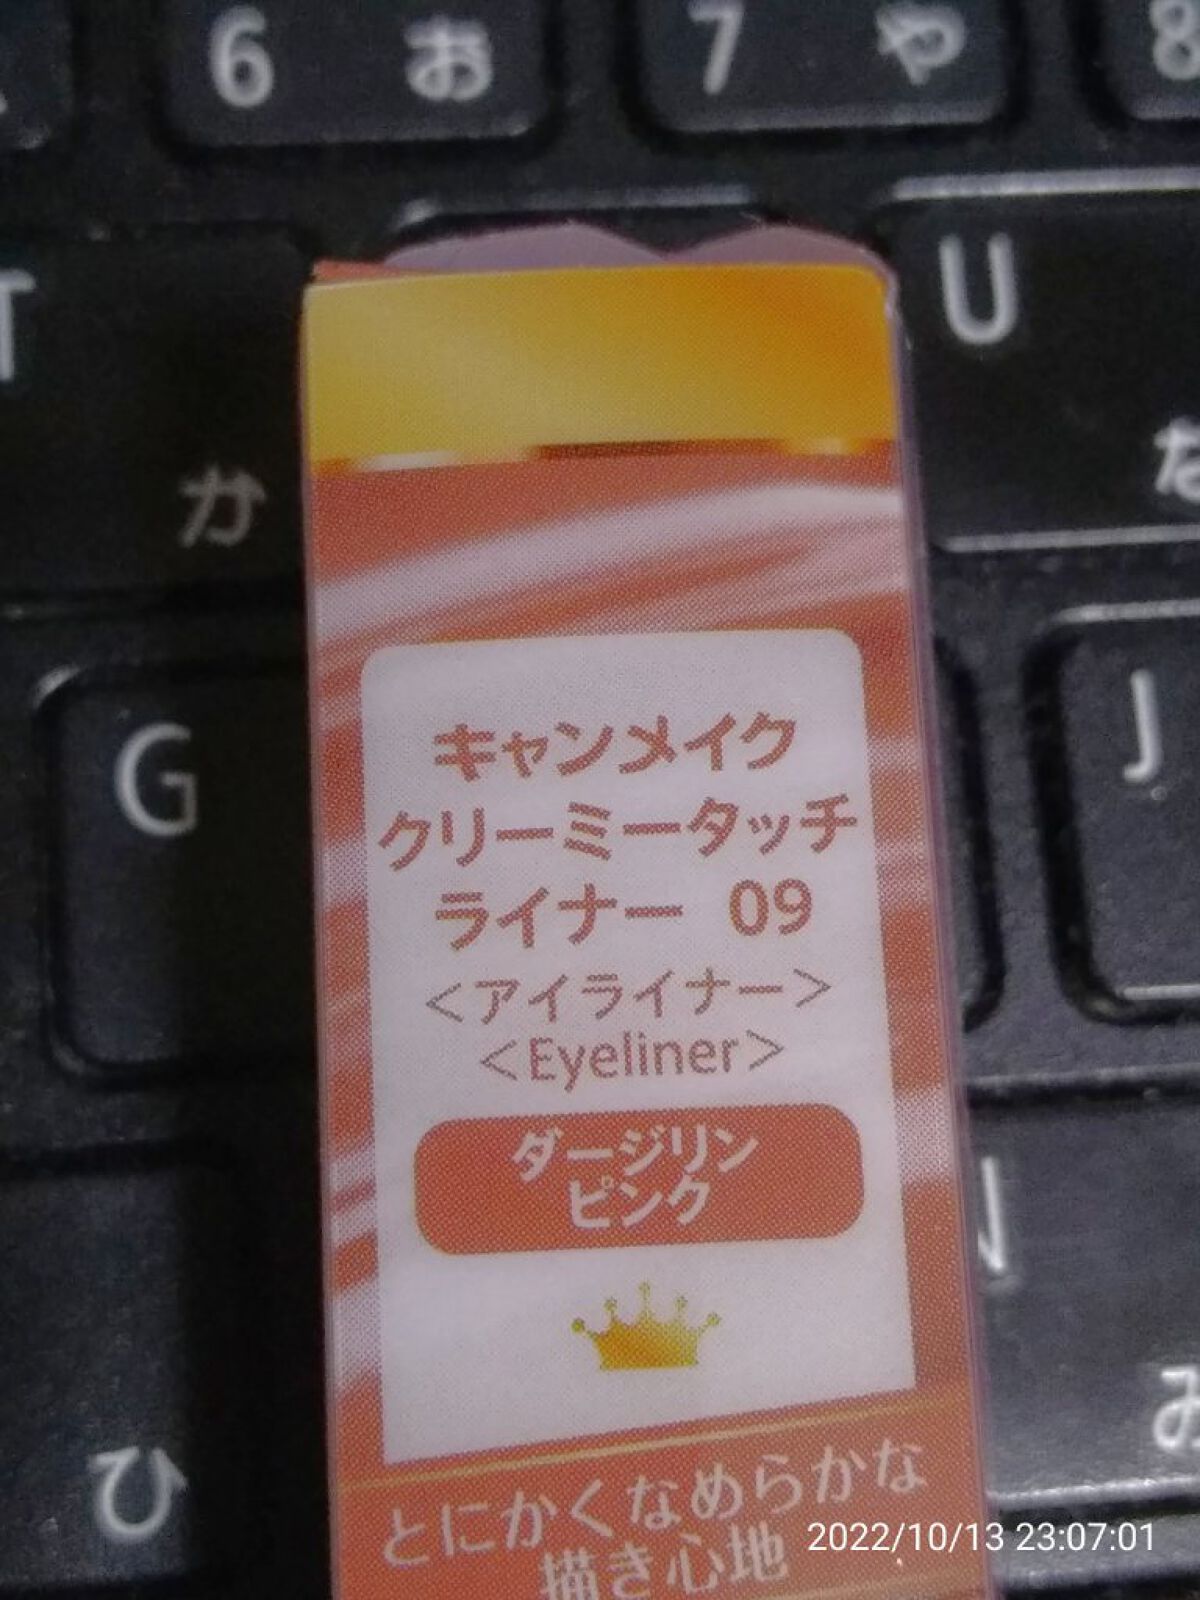 6 お 7 や 8
T U
か な
キャンメイク
クリーミータッチ
ライナー 09
<アイライナー>
<Eyeliner>
ダージリン
ピンク
G J
N
ひ み
とにかくなめらかな
描き心地
2022/10/13 23:07:01